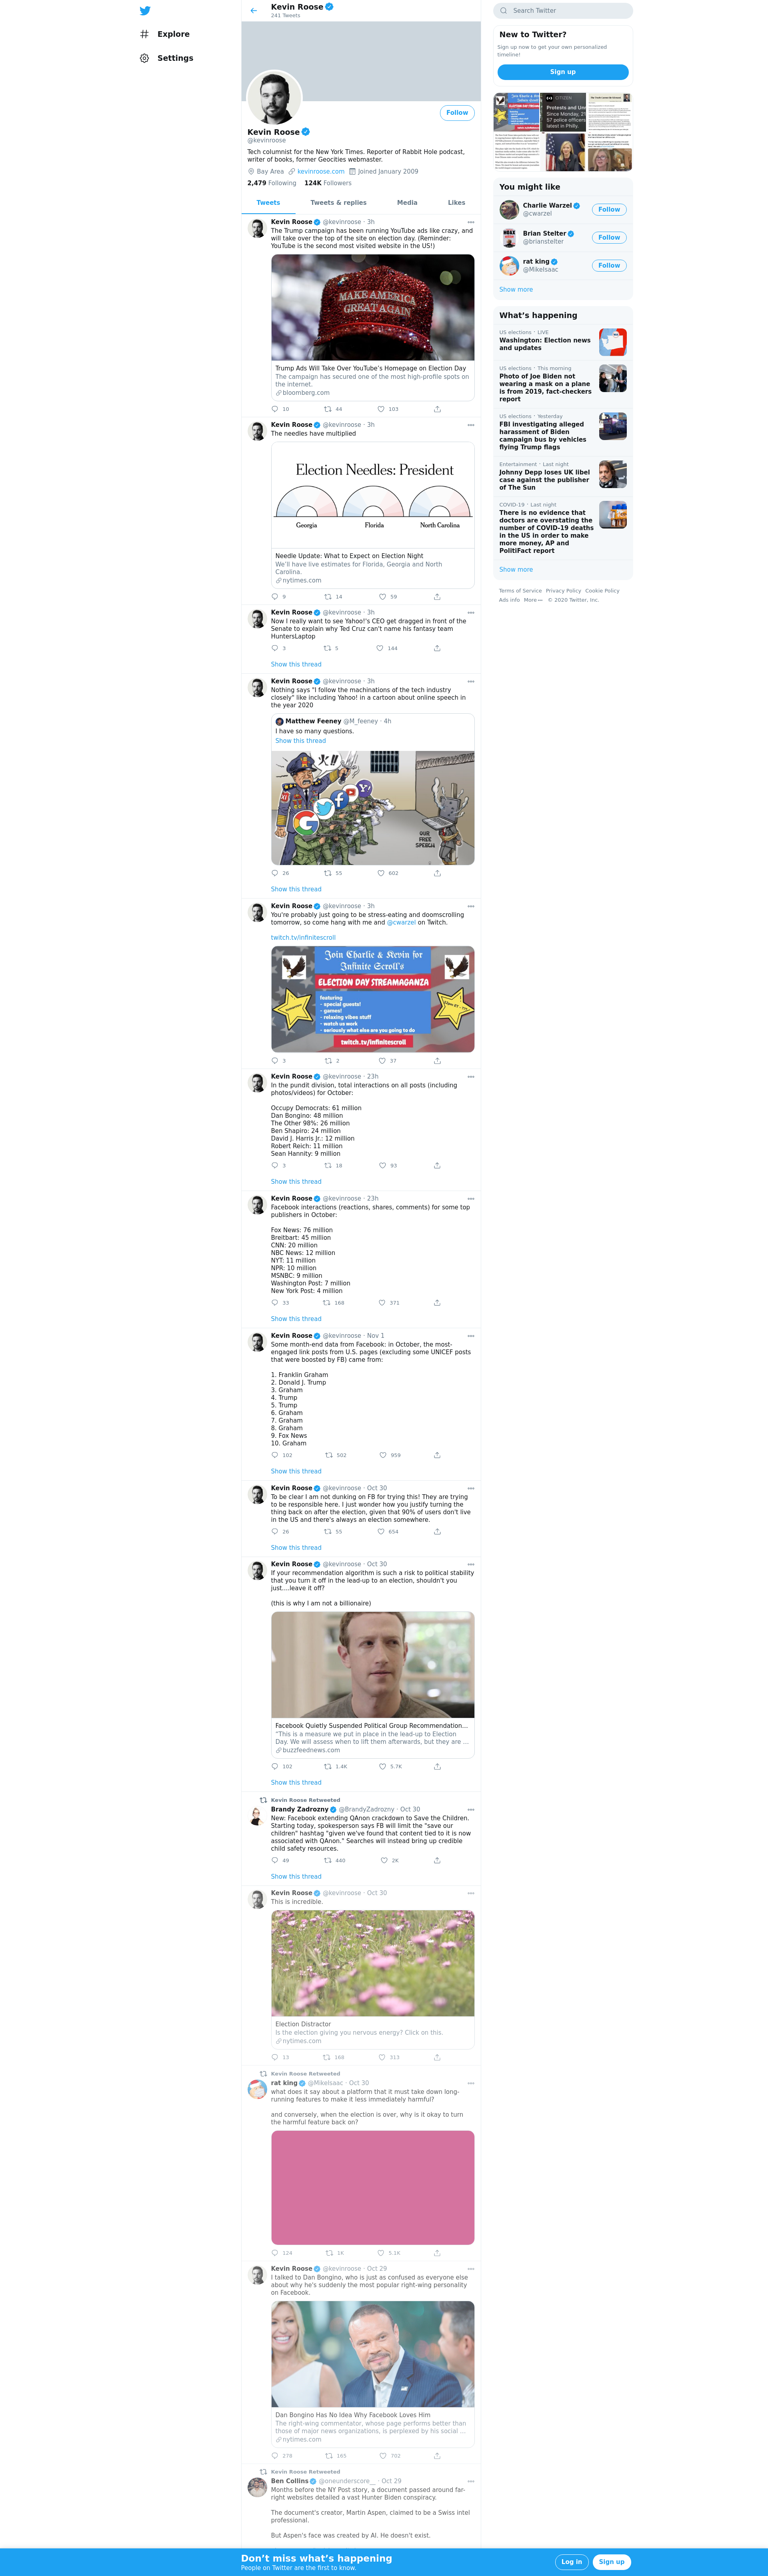 Explore
Settings
Kevin Roose
241 Tweets
Follow
Kevin Roose
@kevinroose
Tech columnist for the New York Times. Reporter of Rabbit Hole podcast,
writer of books, former Geocities webmaster.
Bay Area kevinroose.com Joined January 2009
2,479 Following 124K Followers
Tweets Tweets & replies Media Likes
Kevin Roose @kevinroose · 3h
The Trump campaign has been running YouTube ads like crazy, and
will take over the top of the site on election day. (Reminder:
YouTube is the second most visited website in the US!)
MAKE AMERICA
GREAT AGAIN
Trump Ads Will Take Over YouTube's Homepage on Election Day
The campaign has secured one of the most high-profile spots on
the internet.
bloomberg.com
10 44 103
Kevin Roose @kevinroose · 3h
The needles have multiplied
Election Needles: President
Georgia Florida North Carolina
Needle Update: What to Expect on Election Night
We'll have live estimates for Florida, Georgia and North
Carolina.
nytimes.com
9 14 59
Kevin Roose @kevinroose · 3h
Now I really want to see Yahoo!'s CEO get dragged in front of the
Senate to explain why Ted Cruz can't name his fantasy team
HuntersLaptop
3 5 144
Show this thread
Kevin Roose @kevinroose · 3h
Nothing says "I follow the machinations of the tech industry
closely" like including Yahoo! in a cartoon about online speech in
the year 2020
Matthew Feeney @M_feeney · 4h
I have so many questions.
Show this thread
OUR
FREE
SPEECH
26 55 602
Show this thread
Kevin Roose @kevinroose · 3h
You're probably just going to be stress-eating and doomscrolling
tomorrow, so come hang with me and @cwarzel on Twitch.
twitch.tv/infinitescroll
Join Charlie & Kevin for
Infinite Scroll's
ELECTION DAY STREAMAGANZA
featuring
- special guests!
- games!
- relaxing vibes stuff
- watch us work
- seriously what else are you going to do
twitch.tv/infinitescroll
3 2 37
Kevin Roose @kevinroose · 23h
In the pundit division, total interactions on all posts (including
photos/videos) for October:
Occupy Democrats: 61 million
Dan Bongino: 48 million
The Other 98%: 26 million
Ben Shapiro: 24 million
David J. Harris Jr.: 12 million
Robert Reich: 11 million
Sean Hannity: 9 million
3 18 93
Show this thread
Kevin Roose @kevinroose · 23h
Facebook interactions (reactions, shares, comments) for some top
publishers in October:
Fox News: 76 million
Breitbart: 45 million
CNN: 20 million
NBC News: 12 million
NYT: 11 million
NPR: 10 million
MSNBC: 9 million
Washington Post: 7 million
New York Post: 4 million
33 168 371
Show this thread
Kevin Roose @kevinroose · Nov 1
Some month-end data from Facebook: in October, the most-
engaged link posts from U.S. pages (excluding some UNICEF posts
that were boosted by FB) came from:
1. Franklin Graham
2. Donald J. Trump
3. Graham
4. Trump
5. Trump
6. Graham
7. Graham
8. Graham
9. Fox News
10. Graham
102 502 959
Show this thread
Kevin Roose @kevinroose · Oct 30
To be clear I am not dunking on FB for trying this! They are trying
to be responsible here. I just wonder how you justify turning the
thing back on after the election, given that 90% of users don't live
in the US and there's always an election somewhere.
26 55 654
Show this thread
Kevin Roose @kevinroose · Oct 30
If your recommendation algorithm is such a risk to political stability
that you turn it off in the lead-up to an election, shouldn't you
just....leave it off?
(this is why I am not a billionaire)
Facebook Quietly Suspended Political Group Recommendation...
"This is a measure we put in place in the lead-up to Election
Day. We will assess when to lift them afterwards, but they are ...
buzzfeednews.com
102 1.4K 5.7K
Show this thread
Kevin Roose Retweeted
Brandy Zadrozny @BrandyZadrozny · Oct 30
New: Facebook extending QAnon crackdown to Save the Children.
Starting today, spokesperson says FB will limit the "save our
children" hashtag "given we've found that content tied to it is now
associated with QAnon." Searches will instead bring up credible
child safety resources.
49 440 2K
Show this thread
Kevin Roose @kevinroose · Oct 30
This is incredible.
Election Distractor
Is the election giving you nervous energy? Click on this.
nytimes.com
13 168 313
Kevin Roose Retweeted
rat king @MikeIsaac · Oct 30
what does it say about a platform that it must take down long-
running features to make it less immediately harmful?
and conversely, when the election is over, why is it okay to turn
the harmful feature back on?
124 1K 5.1K
Kevin Roose @kevinroose · Oct 29
I talked to Dan Bongino, who is just as confused as everyone else
about why he's suddenly the most popular right-wing personality
on Facebook.
Dan Bongino Has No Idea Why Facebook Loves Him
The right-wing commentator, whose page performs better than
those of major news organizations, is perplexed by his social ...
nytimes.com
278 165 702
Kevin Roose Retweeted
Ben Collins @oneunderscore__ · Oct 29
Months before the NY Post story, a document passed around far-
right websites detailed a vast Hunter Biden conspiracy.
The document's creator, Martin Aspen, claimed to be a Swiss intel
professional.
But Aspen's face was created by AI. He doesn't exist.
Search Twitter
New to Twitter?
Sign up now to get your own personalized
timeline!
Sign up
CITIZEN
Protests and Un
Since Monday, 2
57 police officers
latest in Philly.
You might like
Charlie Warzel
@cwarzel
Follow
Brian Stelter
@brianstelter
Follow
rat king
@MikeIsaac
Follow
Show more
What's happening
US elections · LIVE
Washington: Election news
and updates
US elections · This morning
Photo of Joe Biden not
wearing a mask on a plane
is from 2019, fact-checkers
report
US elections · Yesterday
FBI investigating alleged
harassment of Biden
campaign bus by vehicles
flying Trump flags
Entertainment · Last night
Johnny Depp loses UK libel
case against the publisher
of The Sun
COVID-19 · Last night
There is no evidence that
doctors are overstating the
number of COVID-19 deaths
in the US in order to make
more money, AP and
PolitiFact report
Show more
Terms of Service Privacy Policy Cookie Policy
Ads info More © 2020 Twitter, Inc.
Don't miss what's happening
People on Twitter are the first to know.
Log in Sign up